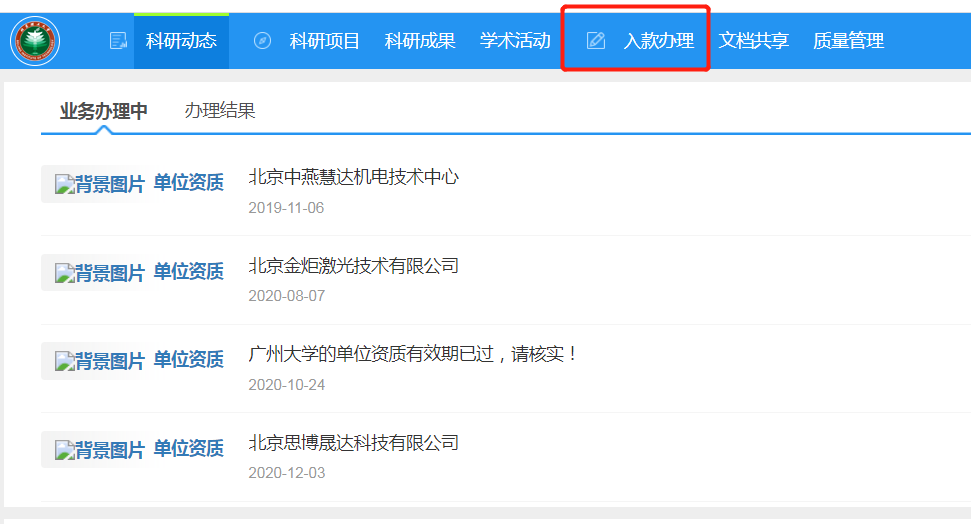 科研动态 科研项目 科研成果 学术活动 入款办理 文档共享 质量管理
业务办理中 办理结果
背景图片 单位资质 北京中燕慧达机电技术中心
2019-11-06
背景图片 单位资质 北京金炬激光技术有限公司
2020-08-07
背景图片 单位资质 广州大学的单位资质有效期已过，请核实！
2020-10-24
背景图片 单位资质 北京思博晟达科技有限公司
2020-12-03